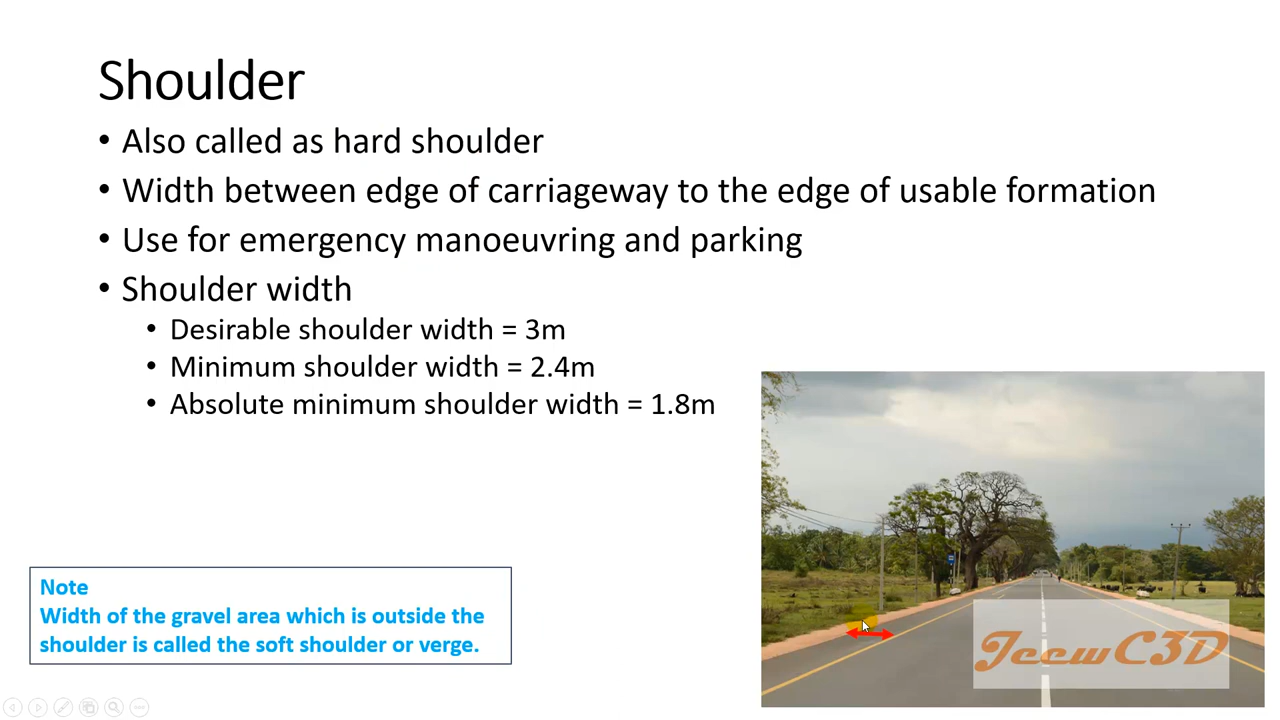 Shoulder
• Also called as hard shoulder
• Width between edge of carriageway to the edge of usable formation
• Use for emergency manoeuvring and parking
• Shoulder width
• Desirable shoulder width = 3m
• Minimum shoulder width = 2.4m
• Absolute minimum shoulder width = 1.8m
Note
Width of the gravel area which is outside the
shoulder is called the soft shoulder or verge.
JeewC3D